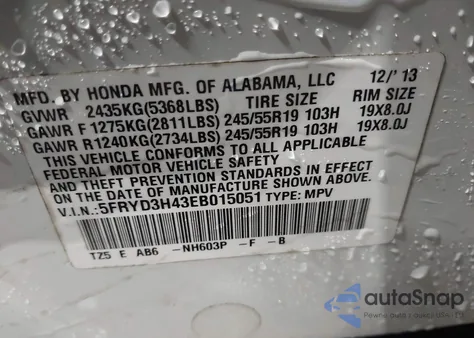 MFD. BY HONDA MFG. OF ALABAMA, LLC 12/'13
GVWR 2435KG(5368LBS) TIRE SIZE RIM SIZE
GAWR F 1275KG(2811LBS) 245/55R19 103H 19X8.0J
GAWR R1240KG(2734LBS) 245/55R19 103H 19X8.0J
THIS VEHICLE CONFORMS TO ALL APPLICABLE
FEDERAL MOTOR VEHICLE SAFETY
AND THEFT PREVENTION STANDARDS IN EFFECT
ON THE DATE OF MANUFACTURE SHOWN ABOVE.
V.I.N.:5FRYD3H43EB015051 TYPE: MPV
TZ5 E AB6 -NH603P -F -B
autoSnap